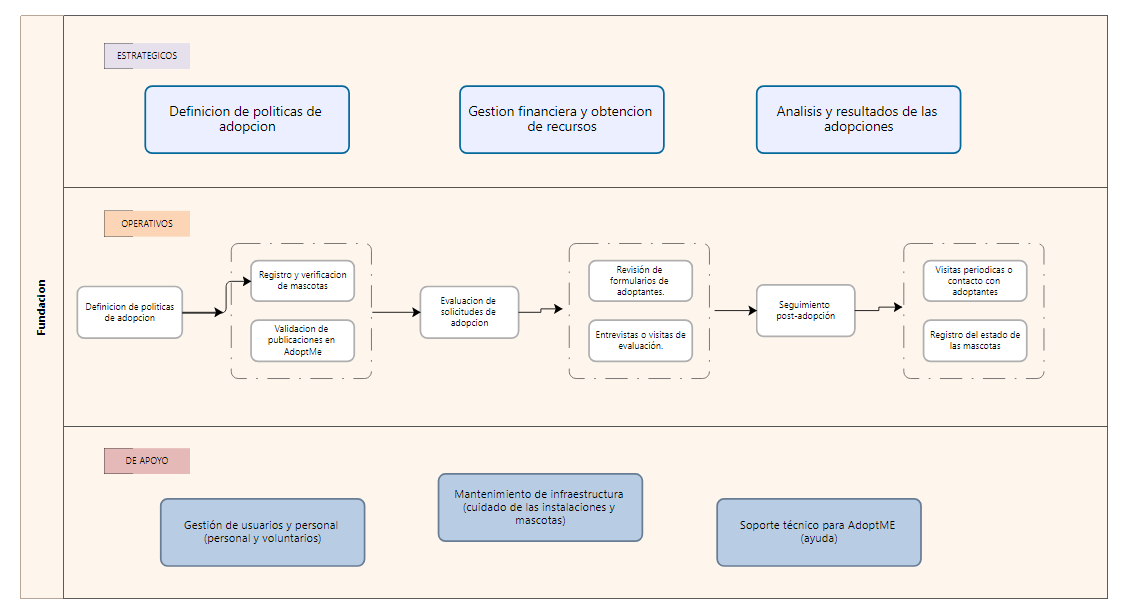 Fundacion
ESTRATEGICOS
Definicion de politicas de
adopcion
Gestion financiera y obtencion
de recursos
Analisis y resultados de las
adopciones
OPERATIVOS
Definicion de politicas
de adopcion
Registro y verificacion
de mascotas
Validacion de
publicaciones en
AdoptMe
Evaluacion de
solicitudes de
adopcion
Revisión de
formularios de
adoptantes.
Entrevistas o visitas de
evaluación.
Seguimiento
post-adopción
Visitas periodicas o
contacto con
adoptantes
Registro del estado de
las mascotas
DE APOYO
Gestión de usuarios y personal
(personal y voluntarios)
Mantenimiento de infraestructura
(cuidado de las instalaciones y
mascotas)
Soporte técnico para AdoptME
(ayuda)